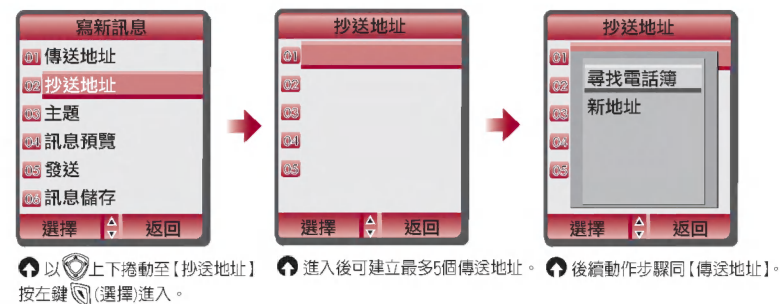 寫新訊息
01 傳送地址
02 抄送地址
03 主題
04 訊息預覽
05 發送
06 訊息儲存
選擇 返回
以上下捲動至【抄送地址】
按左鍵(選擇)進入。
抄送地址
01
02
03
04
05
選擇 返回
進入後可建立最多5個傳送地址。
抄送地址
01
02
03
04
05
尋找電話簿
新地址
選擇 返回
後續動作步驟同【傳送地址】。